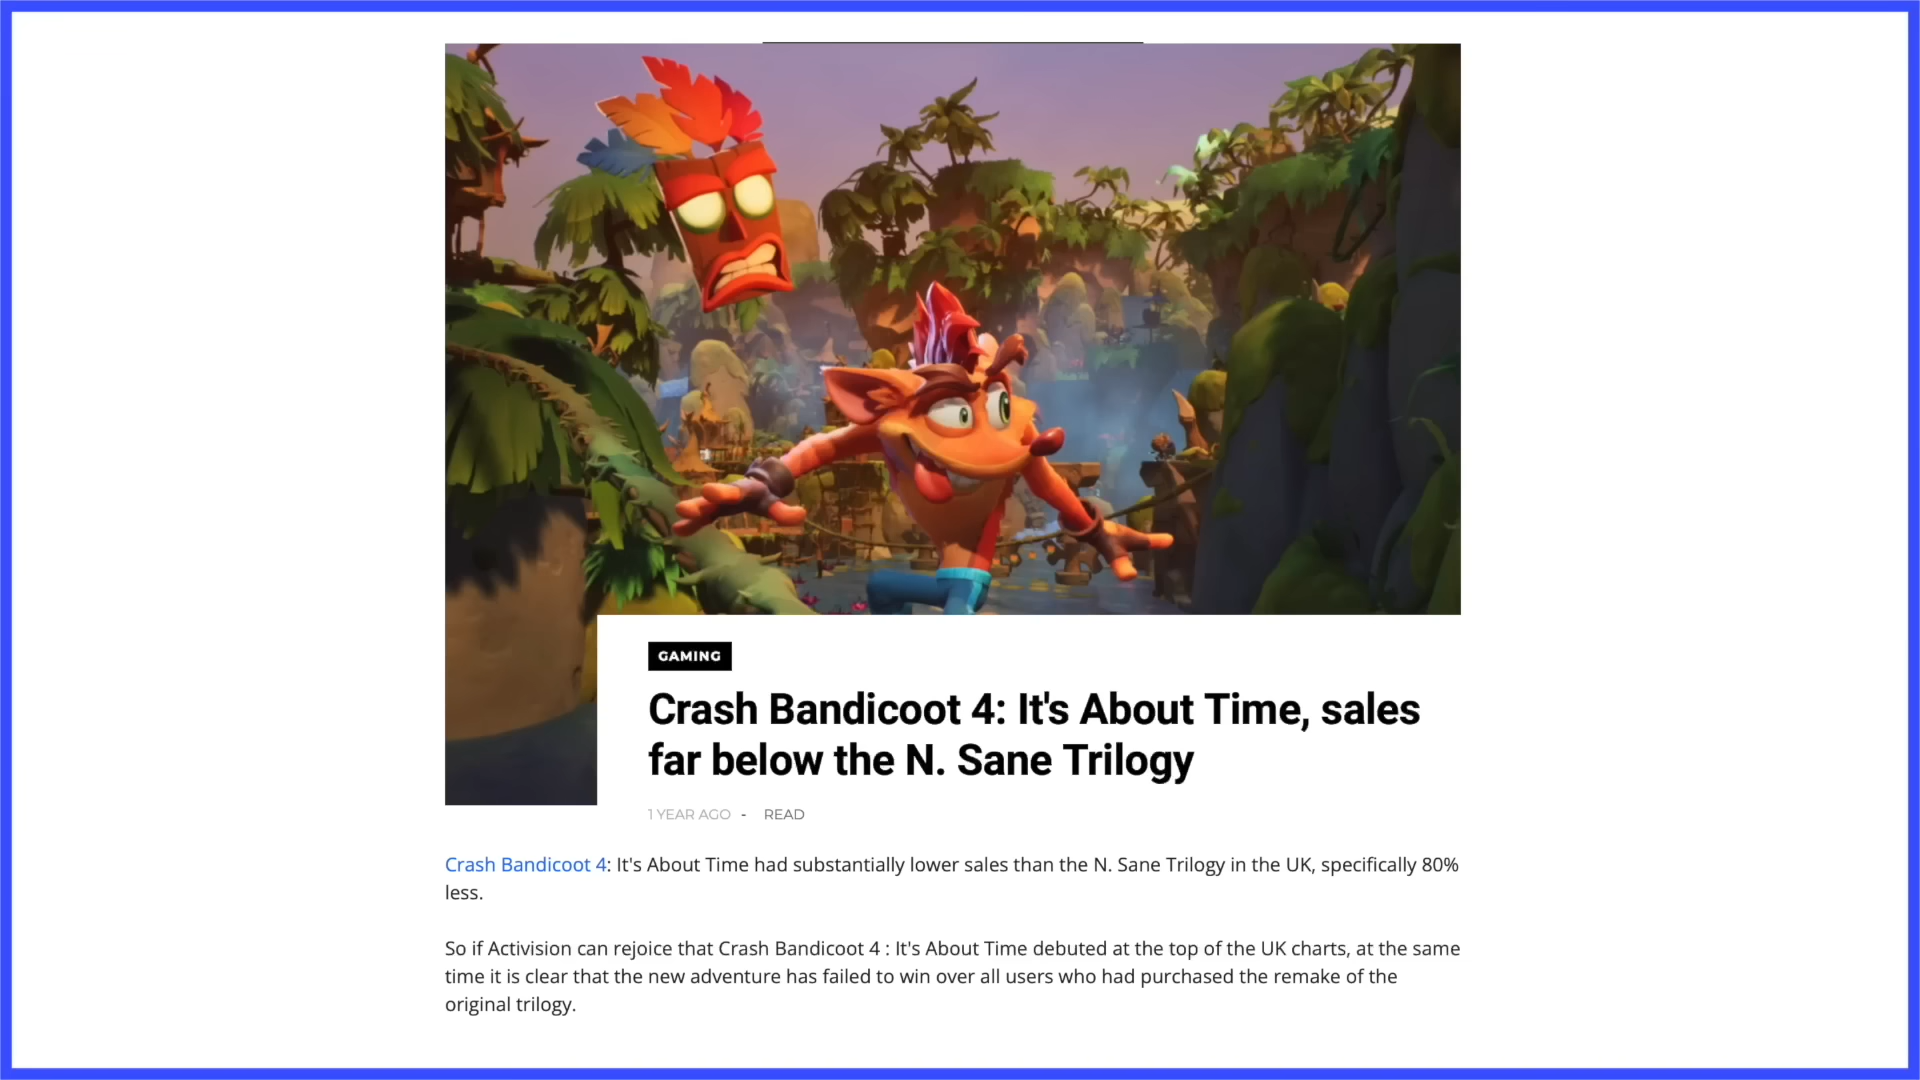 GAMING
Crash Bandicoot 4: It's About Time, sales
far below the N. Sane Trilogy
1 YEAR AGO - READ
Crash Bandicoot 4: It's About Time had substantially lower sales than the N. Sane Trilogy in the UK, specifically 80%
less.
So if Activision can rejoice that Crash Bandicoot 4 : It's About Time debuted at the top of the UK charts, at the same
time it is clear that the new adventure has failed to win over all users who had purchased the remake of the
original trilogy.